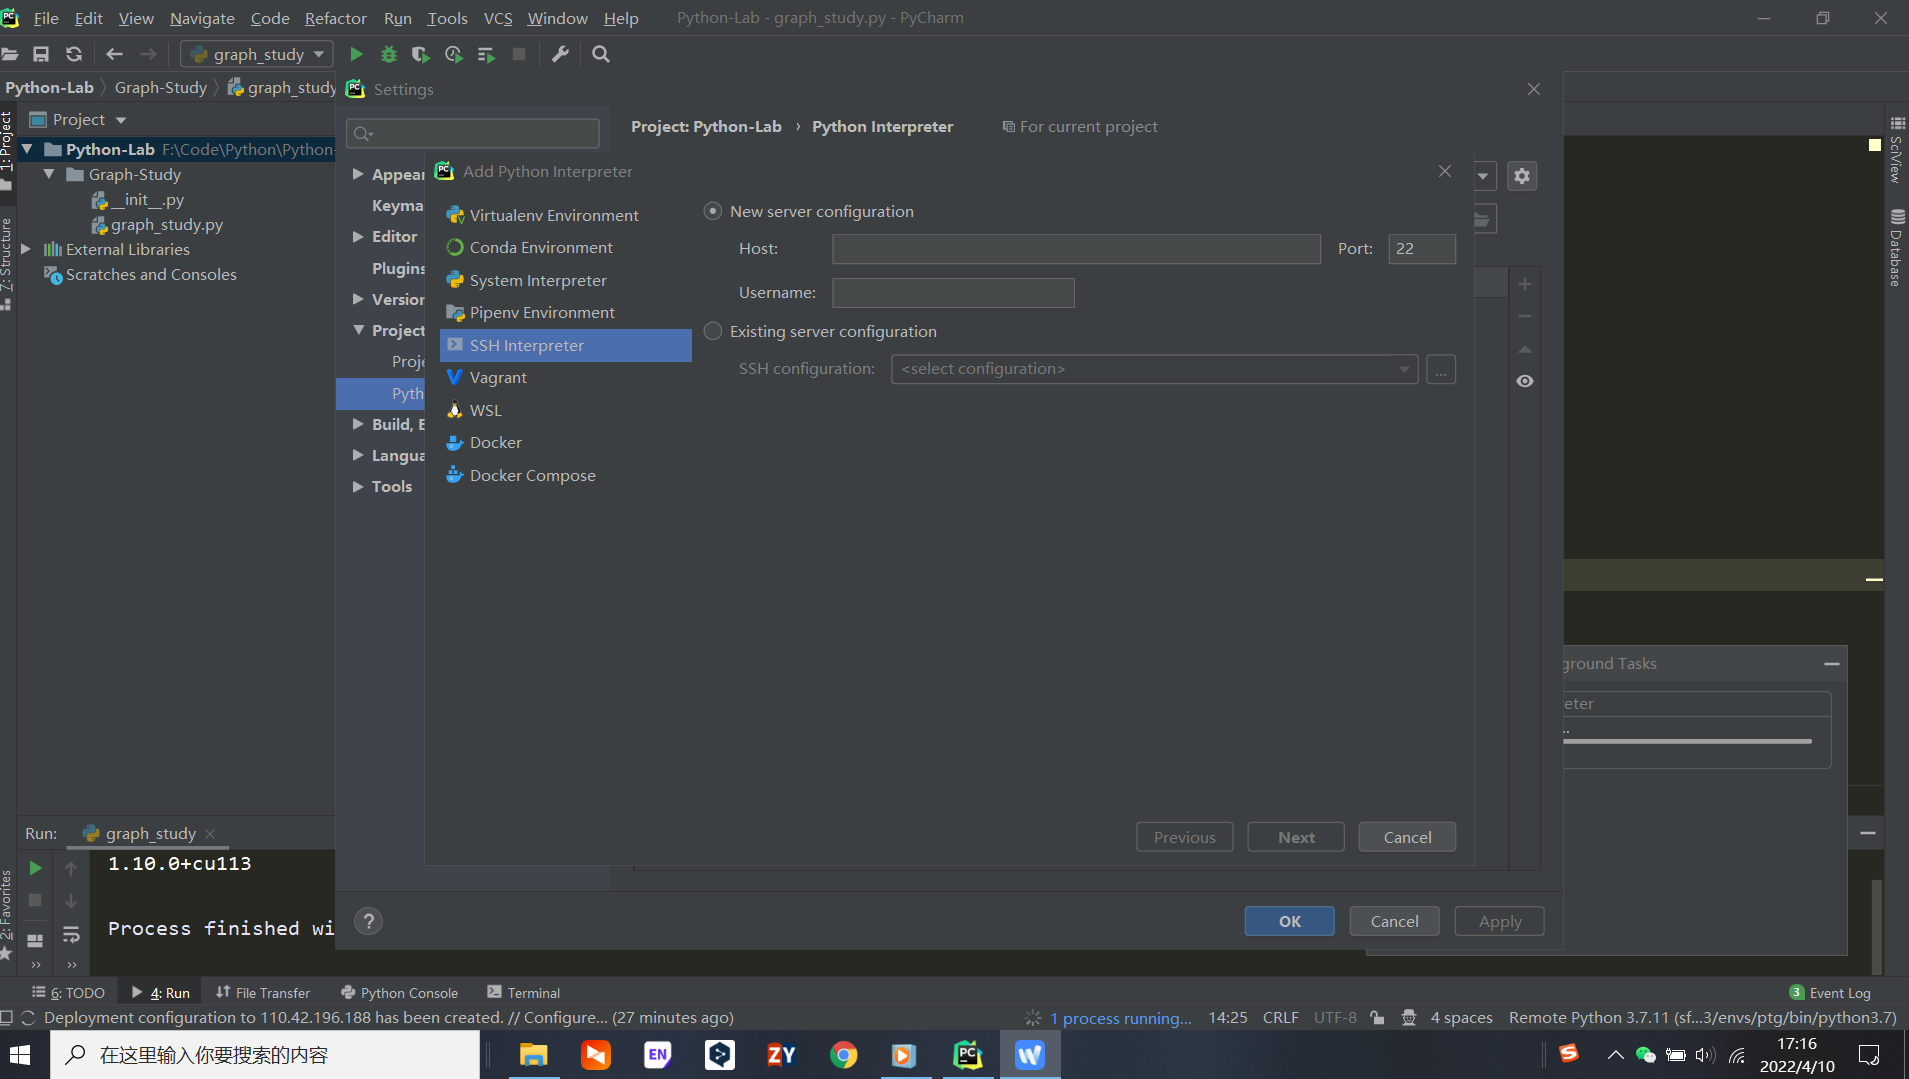 File Edit View Navigate Code Refactor Run Tools VCS Window Help Python-Lab - graph_study.py - PyCharm
graph_study
Python-Lab Graph-Study graph_study
Settings
Project
Project: Python-Lab › Python Interpreter For current project
1: Project
Python-Lab F:\Code\Python\Python-
Graph-Study
__init__.py
graph_study.py
External Libraries
Scratches and Consoles
Z: Structure
2: Favorites
SciView
Database
Appear
Keyma
Editor
Plugins
Version
Project
Proje
Pyth
Build, E
Langua
Tools
Add Python Interpreter
Virtualenv Environment
Conda Environment
System Interpreter
Pipenv Environment
SSH Interpreter
Vagrant
WSL
Docker
Docker Compose
New server configuration
Host: Port: 22
Username:
Existing server configuration
SSH configuration: <select configuration> ...
Previous Next Cancel
ground Tasks
eter
..
? OK Cancel Apply
Run: graph_study
1.10.0+cu113
Process finished wi
6: TODO 4: Run File Transfer Python Console Terminal 3 Event Log
Deployment configuration to 110.42.196.188 has been created. // Configure... (27 minutes ago) 1 process running... 14:25 CRLF UTF-8 4 spaces Remote Python 3.7.11 (sf...3/envs/ptg/bin/python3.7)
在这里输入你要搜索的内容 EN ZY PC W S 17:16
2022/4/10